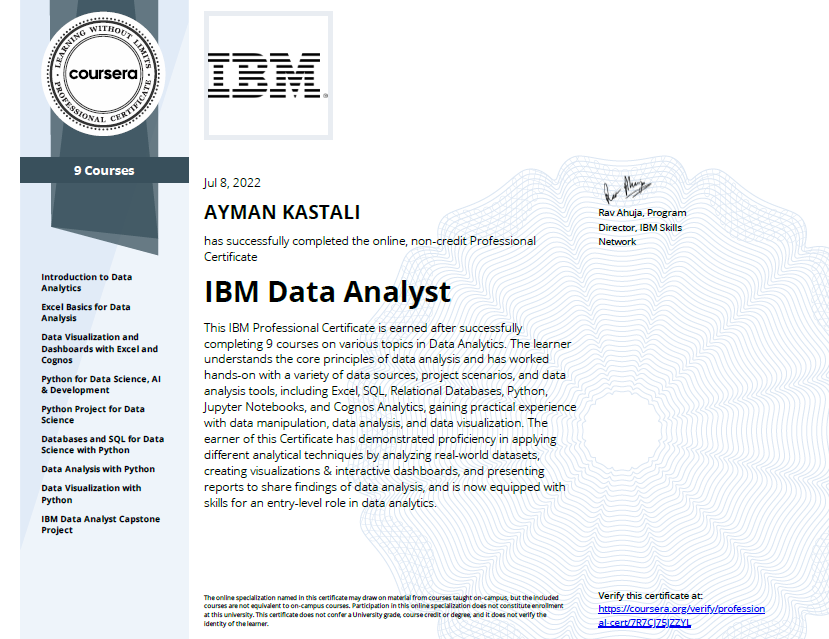 LEARNING WITHOUT LIMITS
coursera
PROFESSIONAL CERTIFICATE
9 Courses
Introduction to Data
Analytics
Excel Basics for Data
Analysis
Data Visualization and
Dashboards with Excel and
Cognos
Python for Data Science, AI
& Development
Python Project for Data
Science
Databases and SQL for Data
Science with Python
Data Analysis with Python
Data Visualization with
Python
IBM Data Analyst Capstone
Project
IBM®
Jul 8, 2022
AYMAN KASTALI
has successfully completed the online, non-credit Professional
Certificate
IBM Data Analyst
This IBM Professional Certificate is earned after successfully
completing 9 courses on various topics in Data Analytics. The learner
understands the core principles of data analysis and has worked
hands-on with a variety of data sources, project scenarios, and data
analysis tools, including Excel, SQL, Relational Databases, Python,
Jupyter Notebooks, and Cognos Analytics, gaining practical experience
with data manipulation, data analysis, and data visualization. The
earner of this Certificate has demonstrated proficiency in applying
different analytical techniques by analyzing real-world datasets,
creating visualizations & interactive dashboards, and presenting
reports to share findings of data analysis, and is now equipped with
skills for an entry-level role in data analytics.
Rav Ahuja
Rav Ahuja, Program
Director, IBM Skills
Network
The online specialization named in this certificate may draw on material from courses taught on-campus, but the included
courses are not equivalent to on-campus courses. Participation in this online specialization does not constitute enrollment
at this university. This certificate does not confer a University grade, course credit or degree, and it does not verify the
identity of the learner.
Verify this certificate at:
https://coursera.org/verify/profession
al-cert/7R7CJ75JZZYL